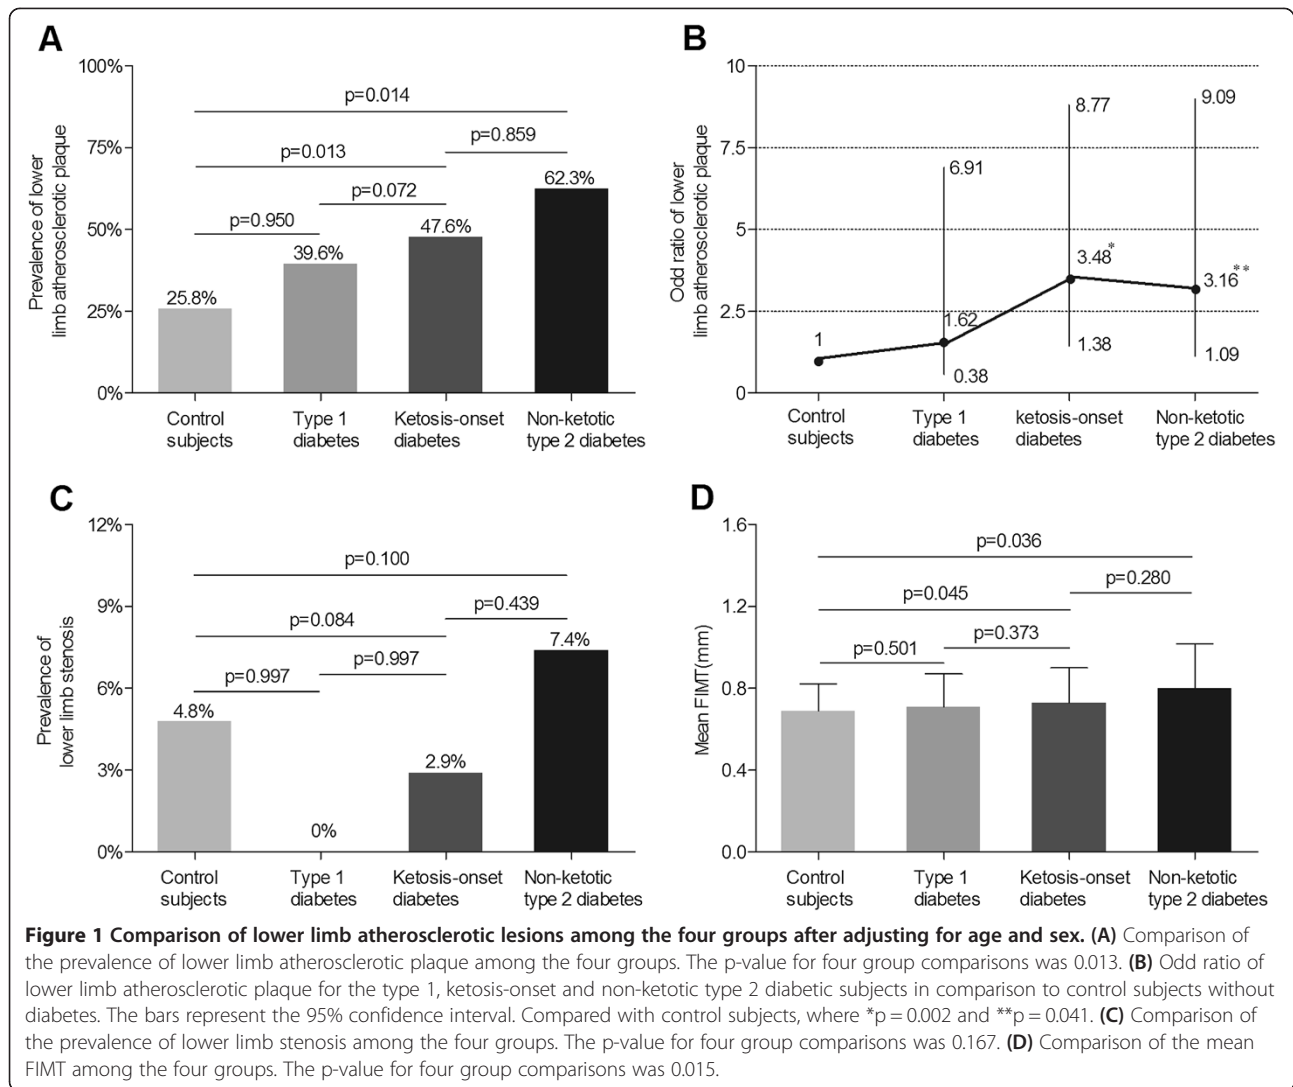 A
100%
75%
50%
25%
0%
Prevalence of lower
limb atherosclerotic plaque
p=0.014
p=0.859
p=0.013
p=0.072
p=0.950
25.8%
39.6%
47.6%
62.3%
Control
subjects
Type 1
diabetes
Ketosis-onset
diabetes
Non-ketotic
type 2 diabetes
B
10
7.5
5
2.5
0
Odd ratio of lower
limb atherosclerotic plaque
1
6.91
1.62
0.38
8.77
3.48*
1.38
9.09
3.16**
1.09
Control
subjects
Type 1
diabetes
ketosis-onset
diabetes
Non-ketotic
type 2 diabetes
C
12%
9%
6%
3%
0%
Prevalence of
lower limb stenosis
p=0.100
p=0.439
p=0.084
p=0.997
p=0.997
4.8%
0%
2.9%
7.4%
Control
subjects
Type 1
diabetes
Ketosis-onset
diabetes
Non-ketotic
type 2 diabetes
D
1.6
1.2
0.8
0.4
0.0
Mean FIMT(mm)
p=0.036
p=0.280
p=0.045
p=0.373
p=0.501
Control
subjects
Type 1
diabetes
Ketosis-onset
diabetes
Non-ketotic
type 2 diabetes
Figure 1 Comparison of lower limb atherosclerotic lesions among the four groups after adjusting for age and sex. (A) Comparison of
the prevalence of lower limb atherosclerotic plaque among the four groups. The p-value for four group comparisons was 0.013. (B) Odd ratio of
lower limb atherosclerotic plaque for the type 1, ketosis-onset and non-ketotic type 2 diabetic subjects in comparison to control subjects without
diabetes. The bars represent the 95% confidence interval. Compared with control subjects, where *p = 0.002 and **p = 0.041. (C) Comparison of
the prevalence of lower limb stenosis among the four groups. The p-value for four group comparisons was 0.167. (D) Comparison of the mean
FIMT among the four groups. The p-value for four group comparisons was 0.015.